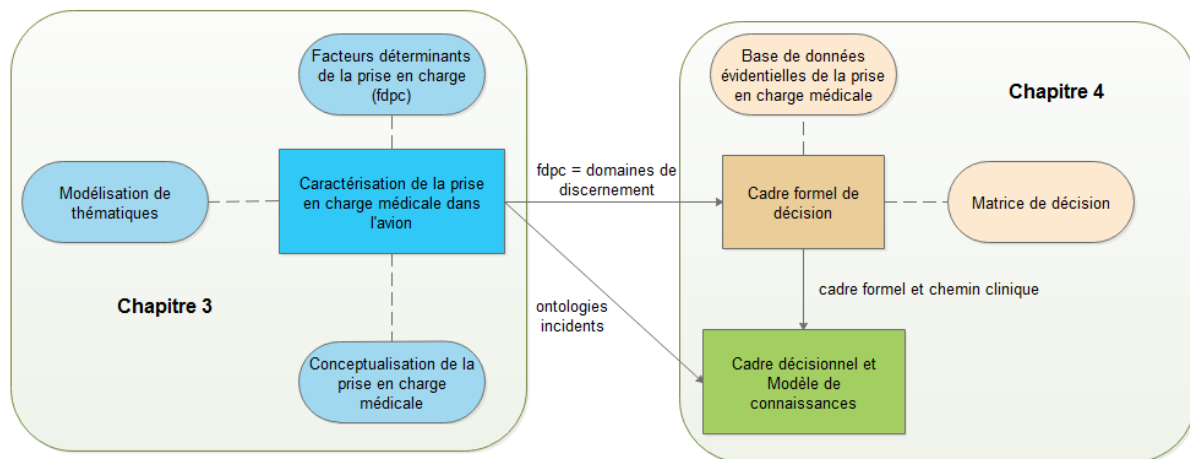 Facteurs déterminants
de la prise en charge
(fdpc)
Modélisation de
thématiques
Caractérisation de la prise
en charge médicale dans
l'avion
Chapitre 3
Conceptualisation de la
prise en charge
médicale
fdpc = domaines de
discernement
ontologies
incidents
Base de données
évidentielles de la prise
en charge médicale
Chapitre 4
Cadre formel de
décision
Matrice de décision
cadre formel et chemin clinique
Cadre décisionnel et
Modèle de
connaissances